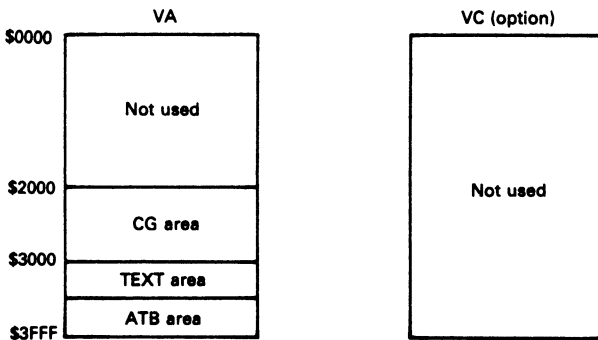 VA
VC (option)
$0000
Not used
Not used
$2000
CG area
$3000
TEXT area
ATB area
$3FFF